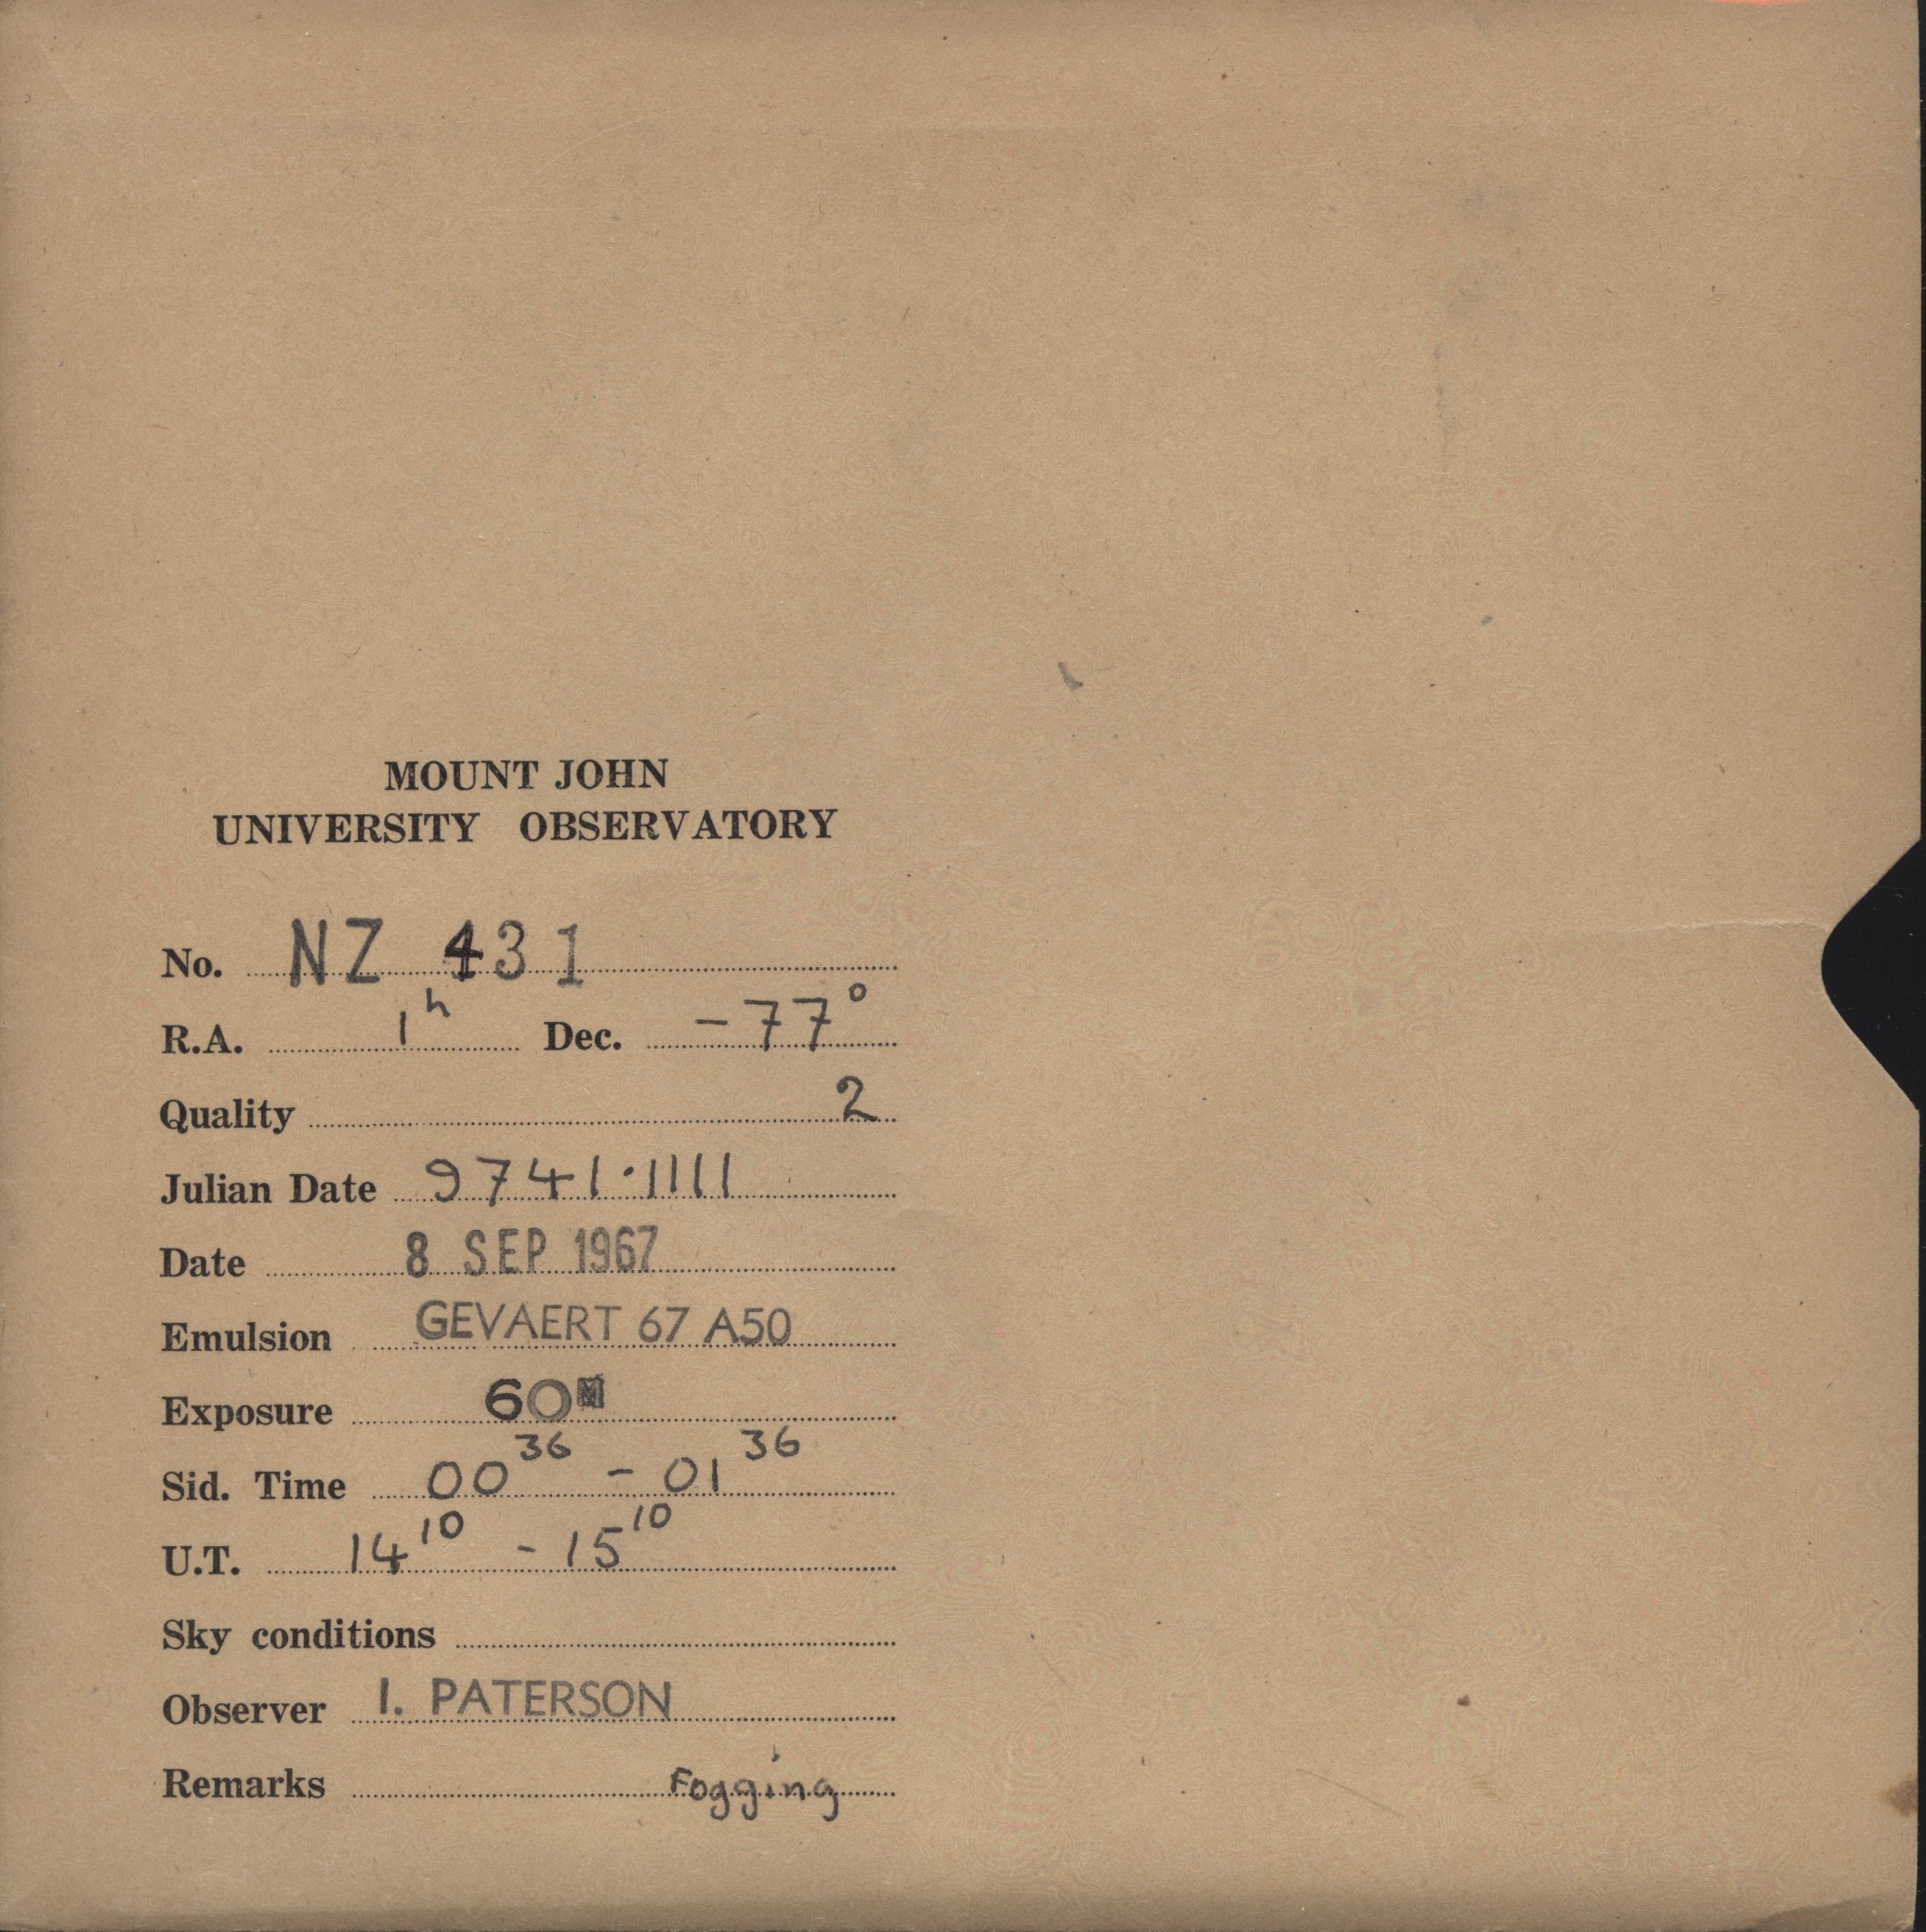 MOUNT JOHN
UNIVERSITY OBSERVATORY
No. NZ 431
R.A. 1h Dec. -77°
Quality 2
Julian Date 9741.1111
Date 8 SEP 1967
Emulsion GEVAERT 67 A50
Exposure 60M
Sid. Time 00 36 - 01 36
U.T. 14 10 - 15 10
Sky conditions
Observer I. PATERSON
Remarks Fogging